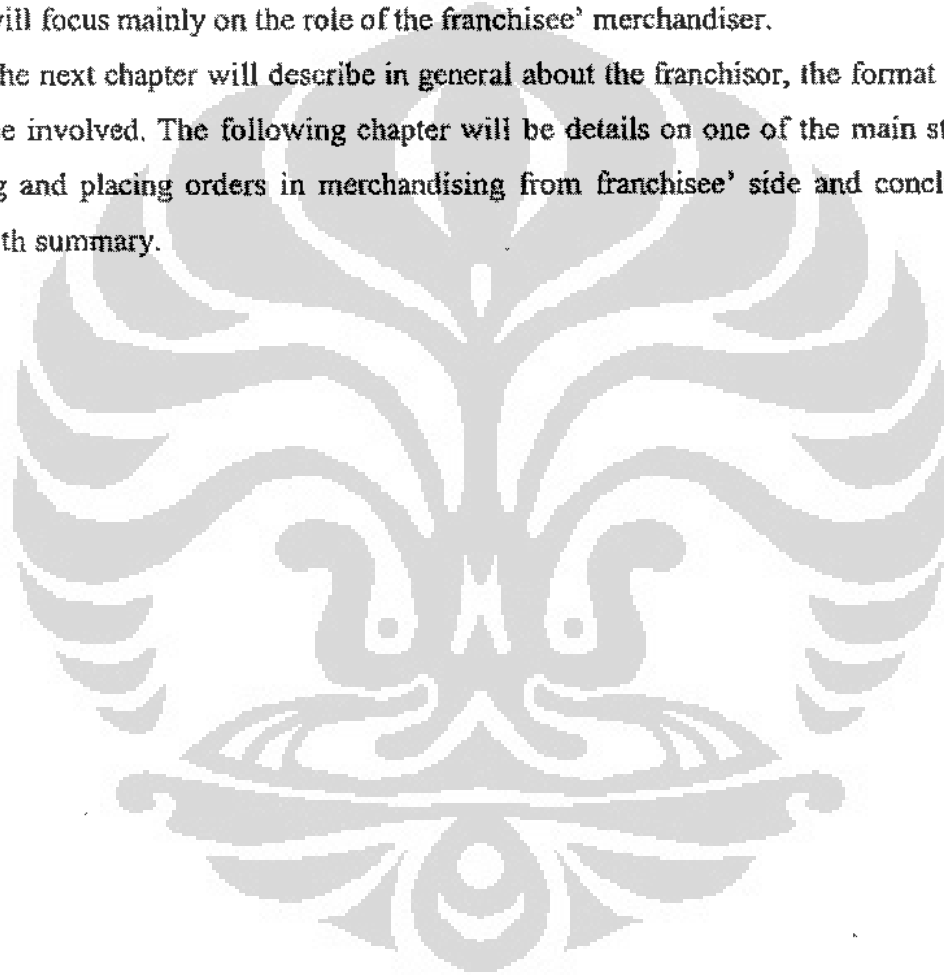 will focus mainly on the role of the franchisee’ merchandiser.
he next chapter will describe in general about the franchisor, the format
e involved. The following chapter will be details on one of the main st
g and placing orders in merchandising from franchisee’ side and concl
th summary.